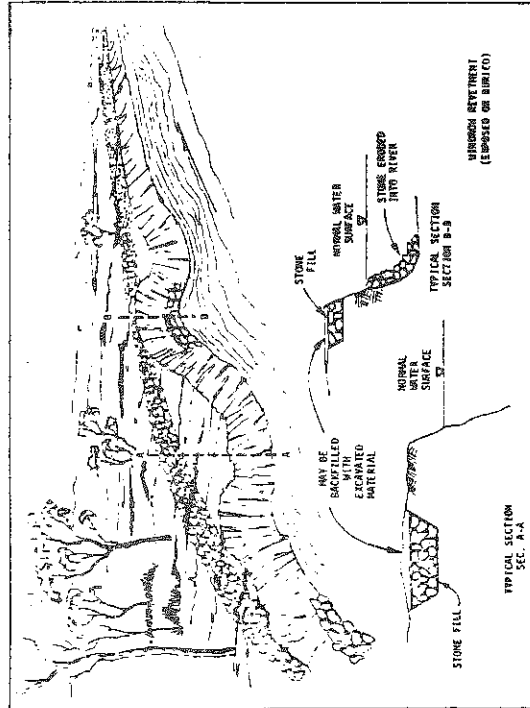 A
A
B
B
STONE
FILL
NORMAL WATER
SURFACE
STONE ERODED
INTO RIVER
MAY BE
BACKFILLED
WITH
EXCAVATED
MATERIAL
TYPICAL SECTION
SECTION B-B
NORMAL
WATER
SURFACE
STONE FILL
TYPICAL SECTION
SEC. A-A
WINDROW REVETMENT
(EXPOSED OR BURIED)